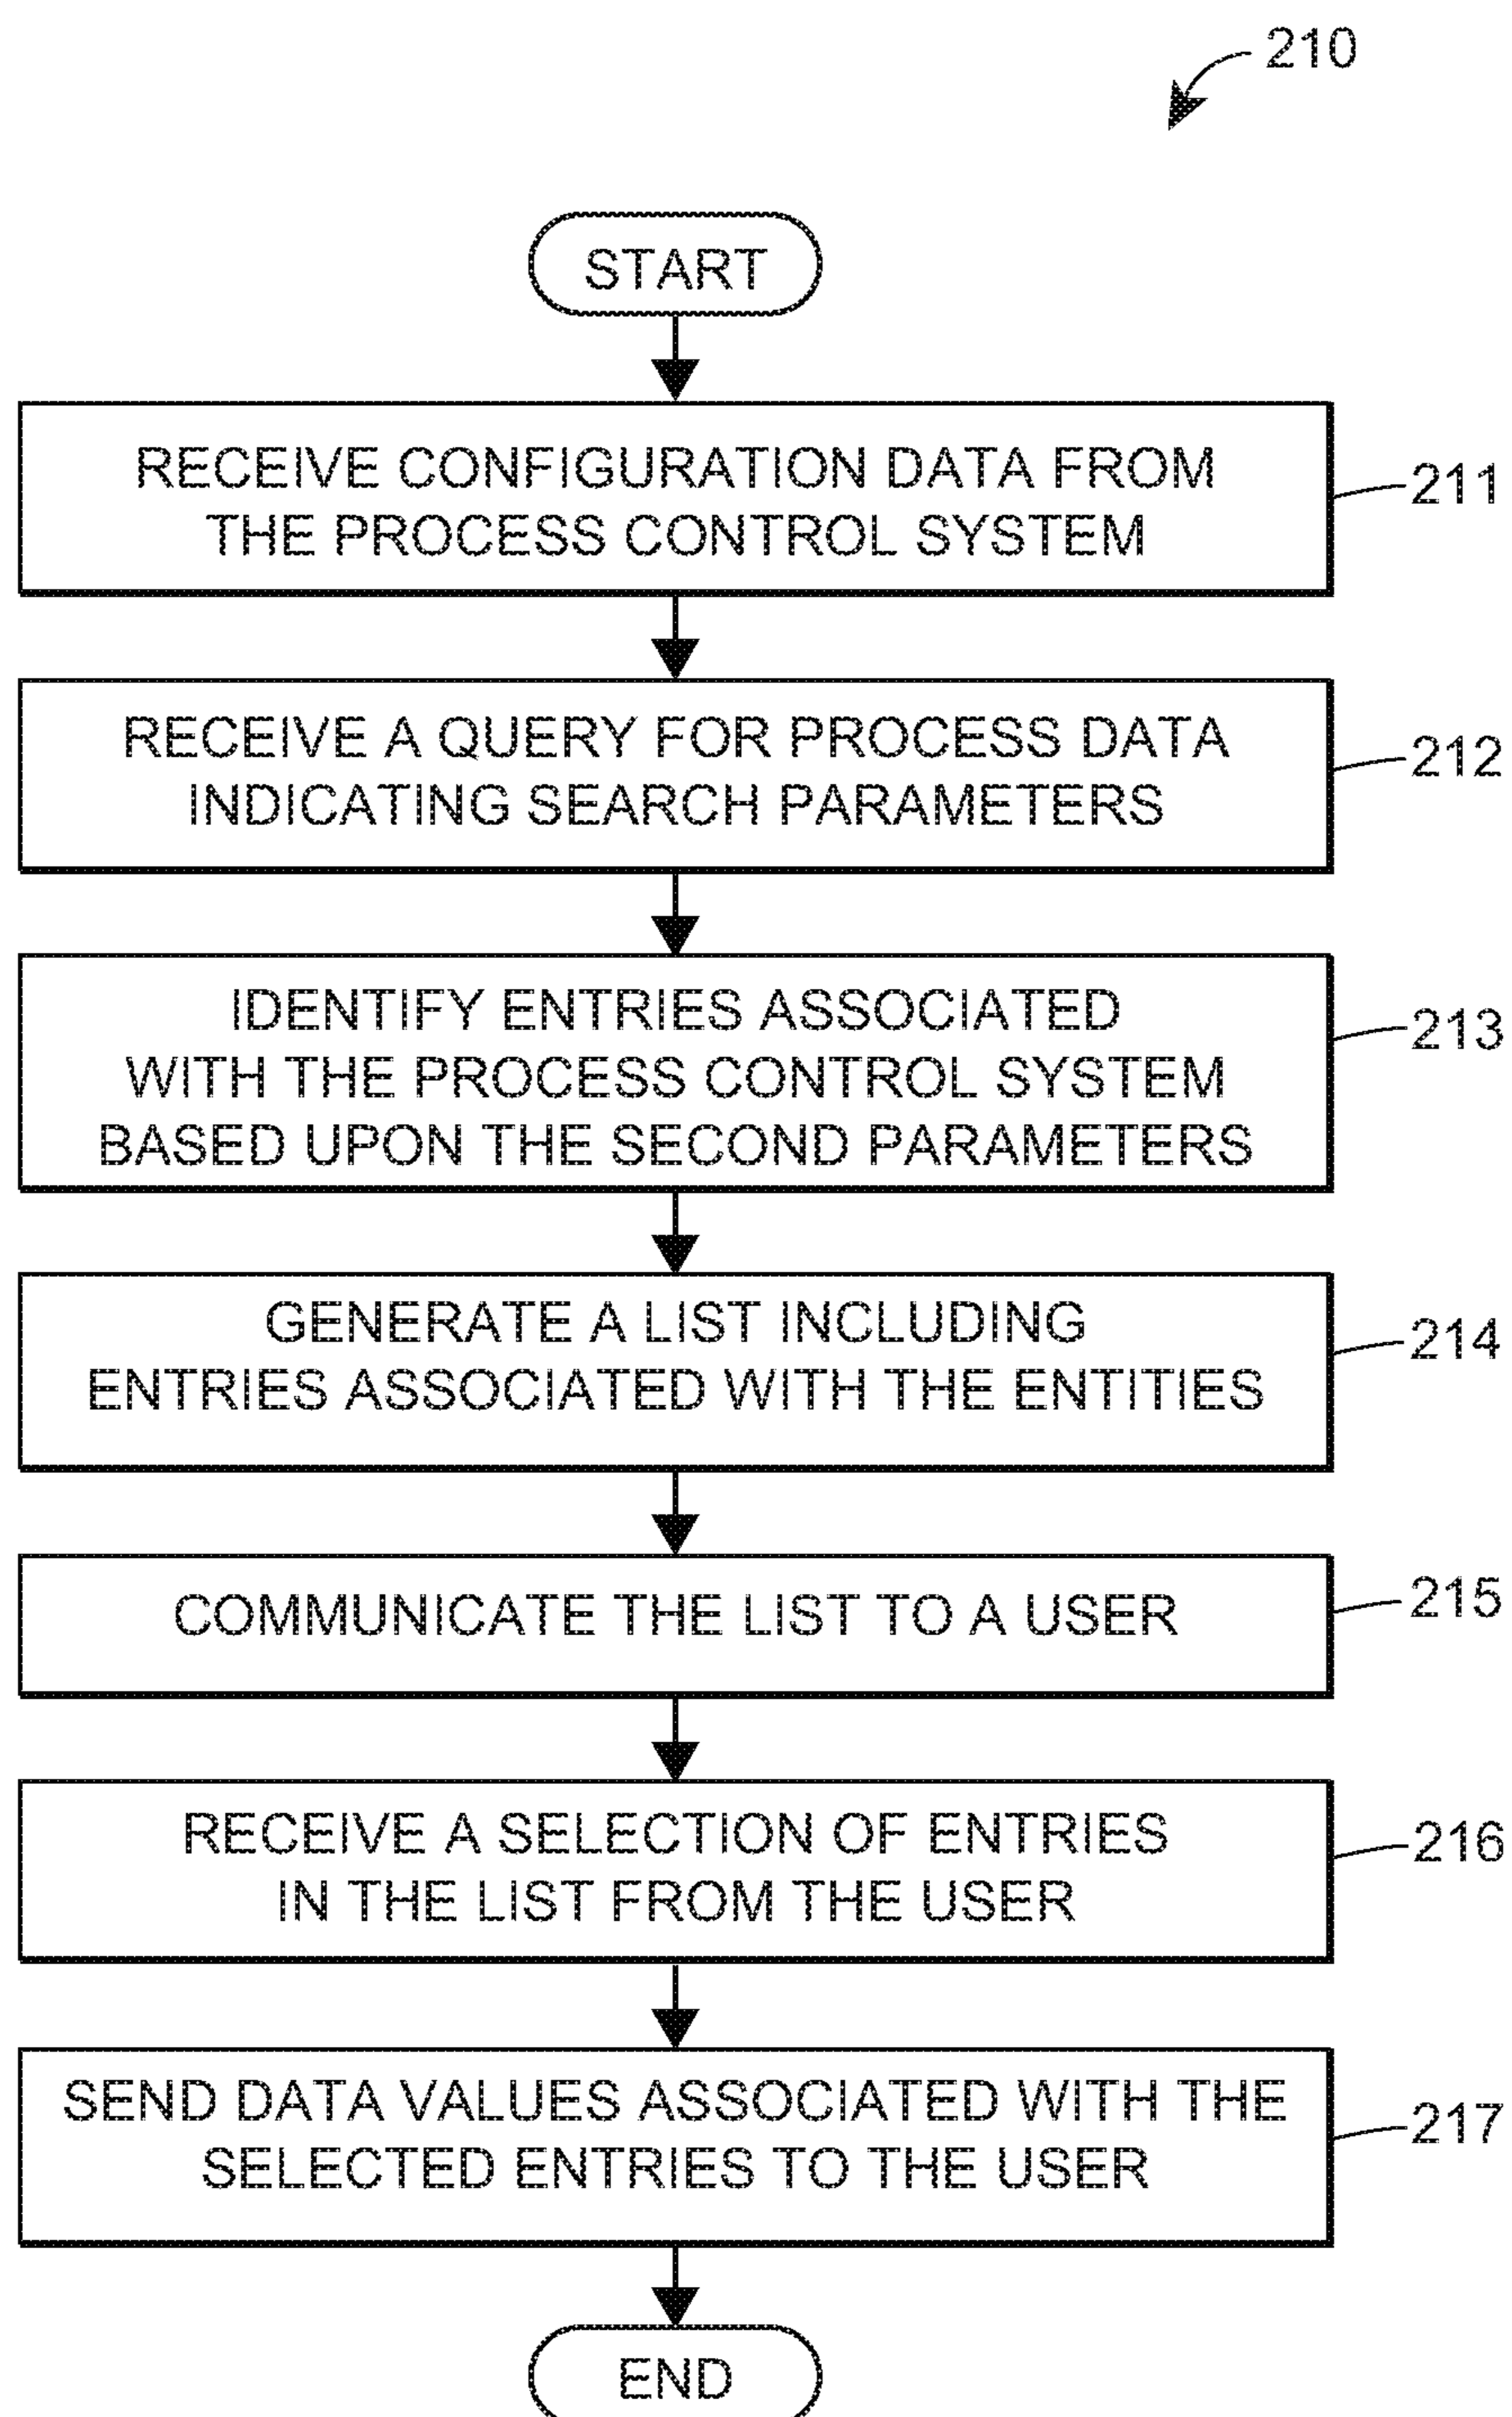 210
START
RECEIVE CONFIGURATION DATA FROM
THE PROCESS CONTROL SYSTEM
211
RECEIVE A QUERY FOR PROCESS DATA
INDICATING SEARCH PARAMETERS
212
IDENTIFY ENTRIES ASSOCIATED
WITH THE PROCESS CONTROL SYSTEM
BASED UPON THE SECOND PARAMETERS
213
GENERATE A LIST INCLUDING
ENTRIES ASSOCIATED WITH THE ENTITIES
214
COMMUNICATE THE LIST TO A USER
215
RECEIVE A SELECTION OF ENTRIES
IN THE LIST FROM THE USER
216
SEND DATA VALUES ASSOCIATED WITH THE
SELECTED ENTRIES TO THE USER
217
END